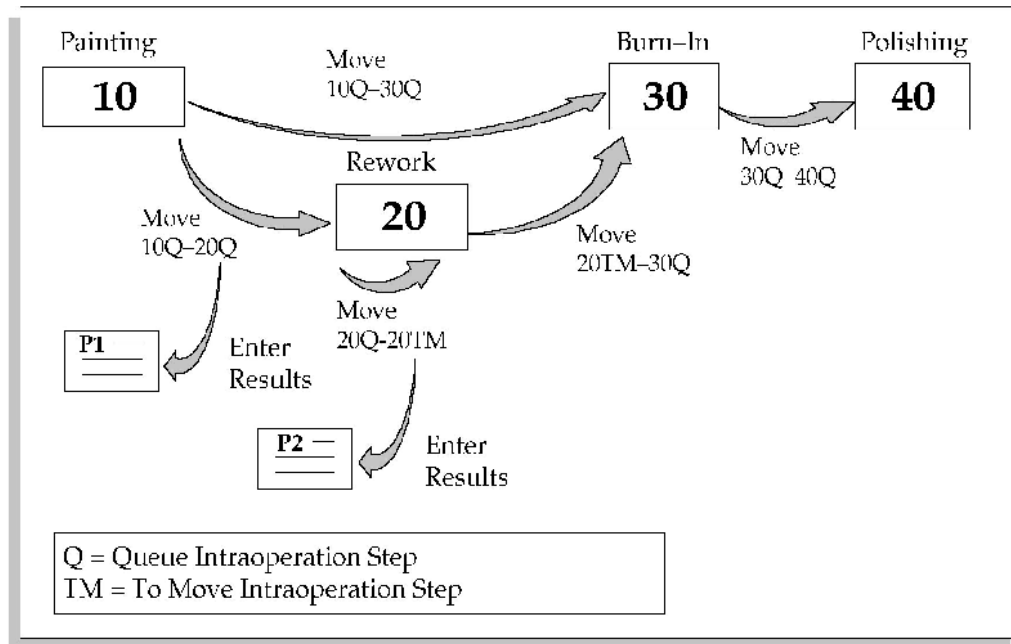 Painting
10
Move
10Q–30Q
Burn–In
30
Polishing
40
Move
30Q 40Q
Rework
20
Move
10Q–20Q
Move
20TM–30Q
Move
20Q-20TM
P1
Enter
Results
P2
Enter
Results
Q = Queue Intraoperation Step
TM = To Move Intraoperation Step